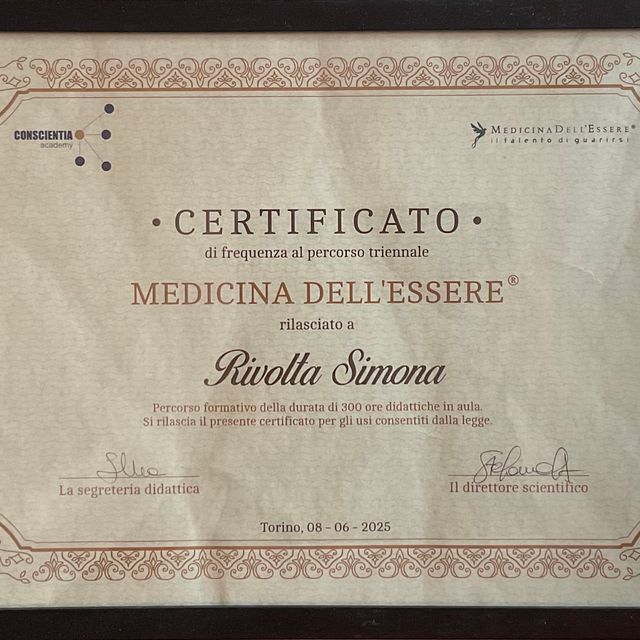 CONSCIENTIA
academy
MEDICINADELL'ESSERE®
il talento di guarirsi
• CERTIFICATO •
di frequenza al percorso triennale
MEDICINA DELL'ESSERE®
rilasciato a
Rivolta Simona
Percorso formativo della durata di 300 ore didattiche in aula.
Si rilascia il presente certificato per gli usi consentiti dalla legge.
La segreteria didattica
Il direttore scientifico
Torino, 08 - 06 - 2025